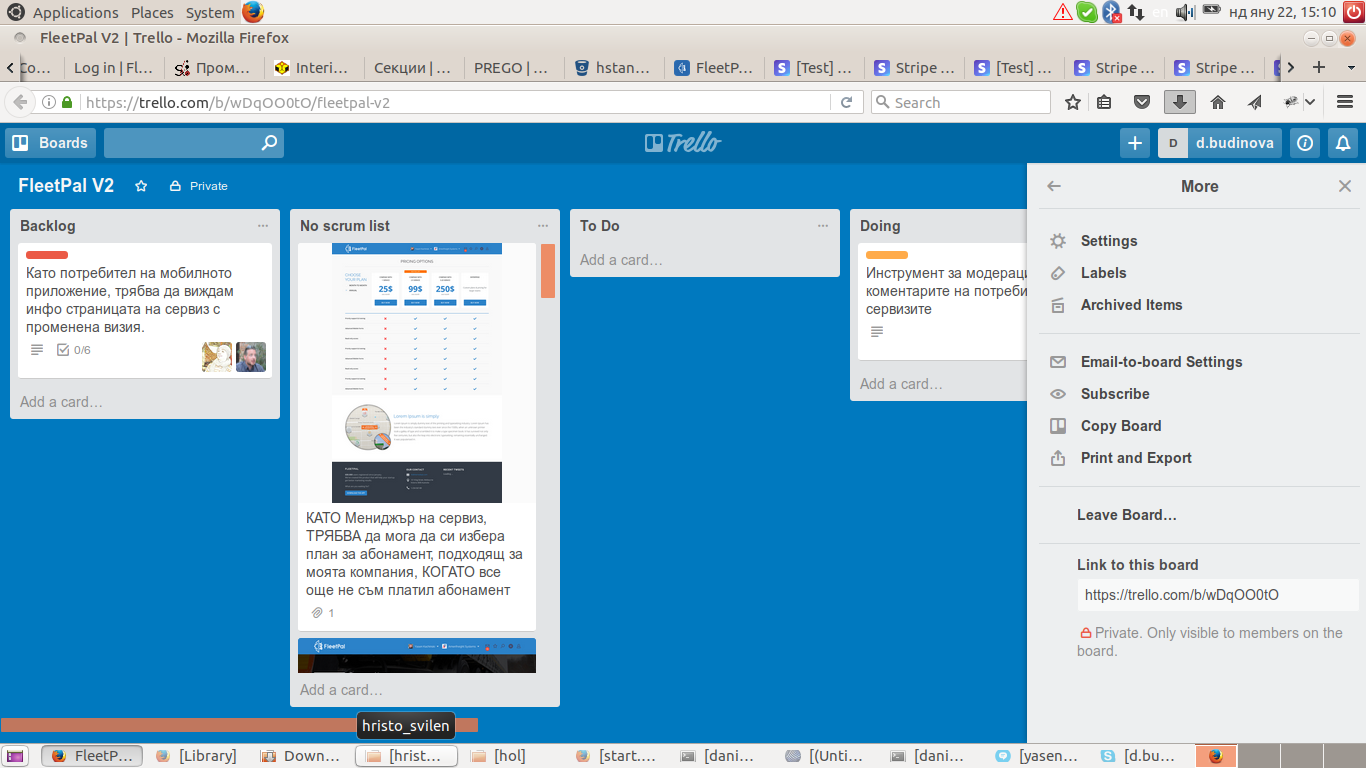 Applications Places System
en нд яну 22, 15:10
FleetPal V2 | Trello - Mozilla Firefox
Co… Log in | Fl… Пром… Interi… Секции | … PREGO | … hstan… FleetP… [Test] … Stripe … [Test] … Stripe … Stripe …
https://trello.com/b/wDqOO0tO/fleetpal-v2
Search
Boards
Trello
D d.budinova
FleetPal V2
Private
Backlog
Като потребител на мобилното
приложение, трябва да виждам
инфо страницата на сервиз с
променена визия.
0/6
Add a card…
No scrum list
FleetPal
PRICING OPTIONS
CHOOSE
YOUR PLAN
25$ 99$ 250$
Lorem Ipsum is simply
КАТО Мениджър на сервиз,
ТРЯБВА да мога да си избера
план за абонамент, подходящ за
моята компания, КОГАТО все
още не съм платил абонамент
1
FleetPal
Add a card…
To Do
Add a card…
Doing
Инструмент за модераци
коментарите на потреби
сервизите
Add a card…
More
Settings
Labels
Archived Items
Email-to-board Settings
Subscribe
Copy Board
Print and Export
Leave Board…
Link to this board
https://trello.com/b/wDqOO0tO
Private. Only visible to members on the
board.
hristo_svilen
FleetP… [Library] Down… [hrist… [hol] [start.… [dani… [(Unti… [dani… [yasen… [d.bu…